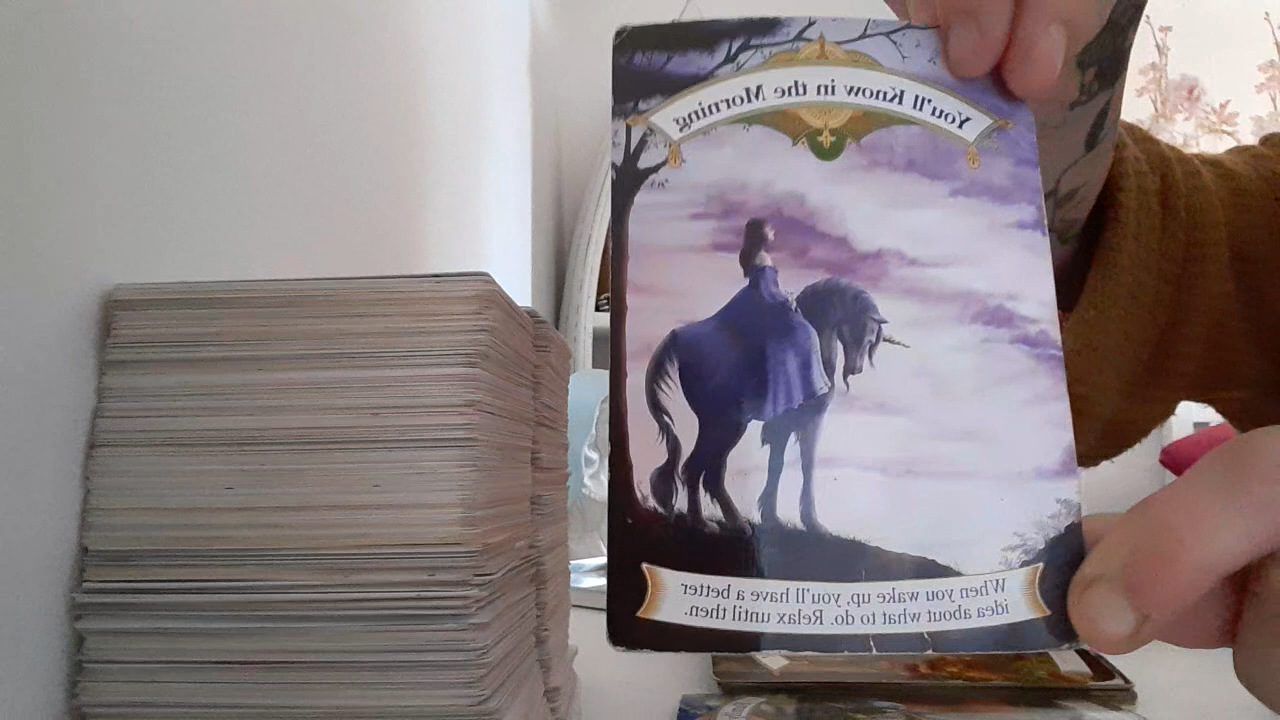 You'll Know in the Morning
When you wake up, you'll have a better
idea about what to do. Relax until then.